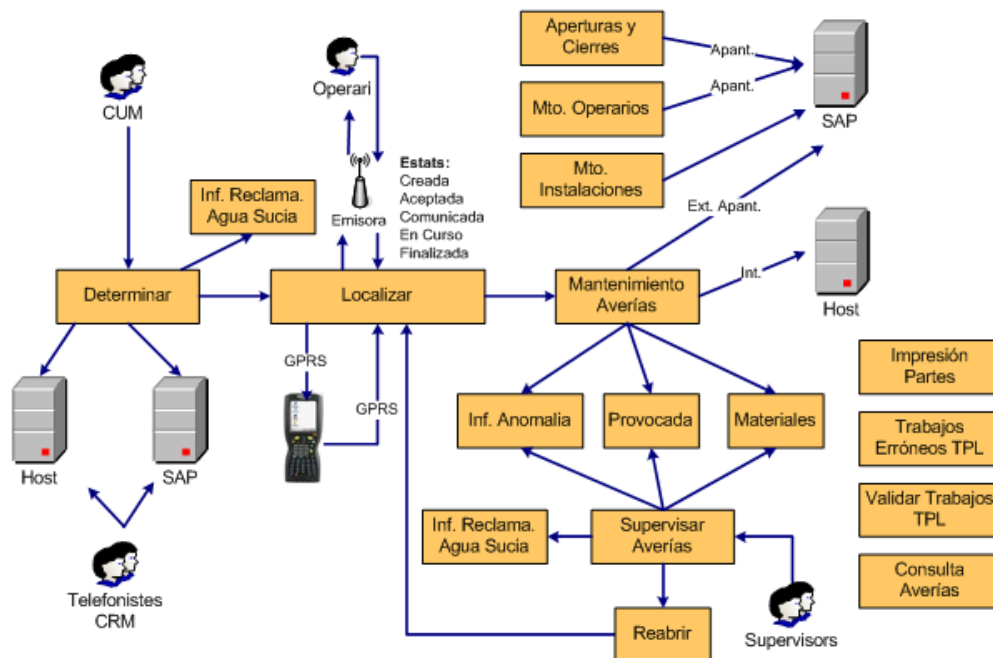 Aperturas y
Cierres
Apant.
CUM
Operari
Mto. Operarios
Apant.
SAP
Estats:
Creada
Aceptada
Comunicada
En Curso
Finalizada
Mto.
Instalaciones
Inf. Reclama.
Agua Sucia
Emisora
Ext. Apant.
Determinar
Localizar
Mantenimiento
Averías
Int.
Host
GPRS
GPRS
Impresión
Partes
Inf. Anomalia
Provocada
Materiales
Trabajos
Erróneos TPL
Host
SAP
Validar Trabajos
TPL
Inf. Reclama.
Agua Sucia
Supervisar
Averías
Consulta
Averías
Telefonistes
CRM
Reabrir
Supervisors